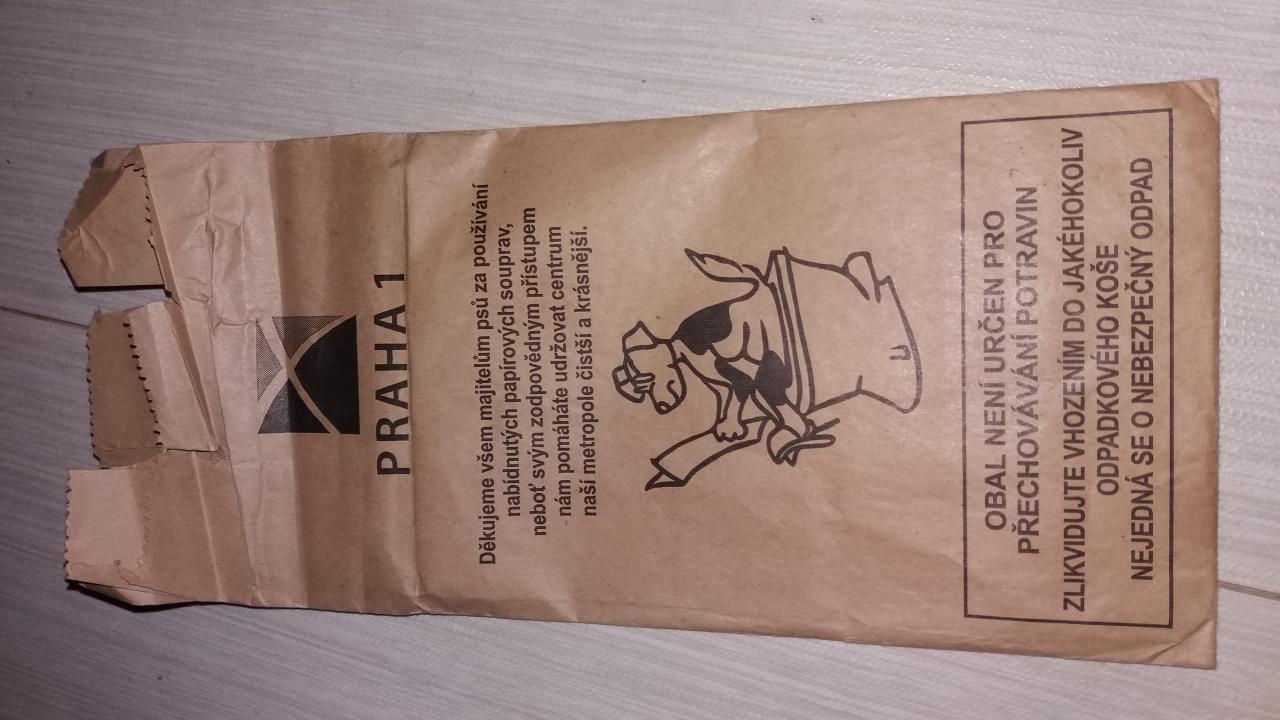 PRAHA 1
Děkujeme všem majitelům psů za používání
nabídnutých papírových souprav,
neboť svým zodpovědným přístupem
nám pomáháte udržovat centrum
naší metropole čistší a krásnější.
OBAL NENÍ URČEN PRO
PŘECHOVÁVÁNÍ POTRAVIN
ZLIKVIDUJTE VHOZENÍM DO JAKÉHOKOLIV
ODPADKOVÉHO KOŠE
NEJEDNÁ SE O NEBEZPEČNÝ ODPAD